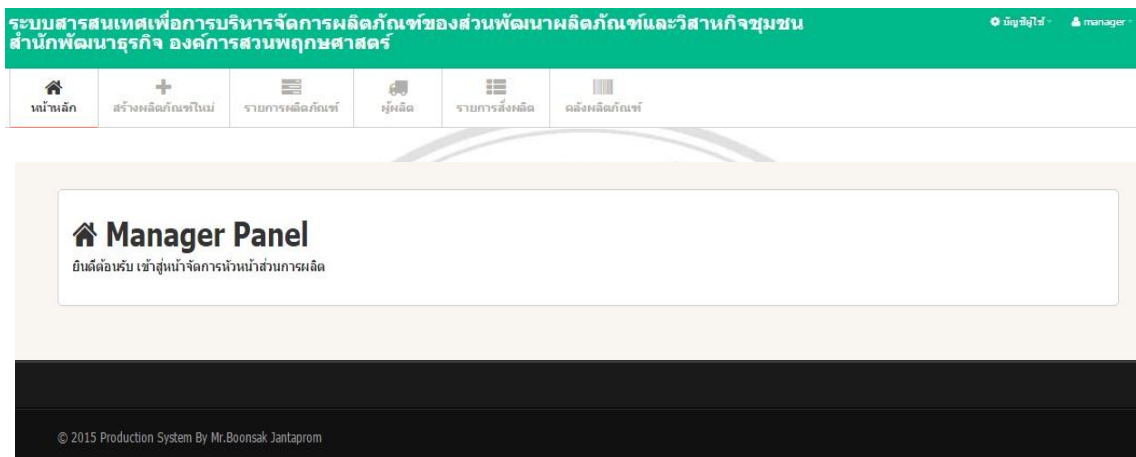 ระบบสารสนเทศเพื่อการบริหารจัดการผลิตภัณฑ์ของส่วนพัฒนาผลิตภัณฑ์และวิสาหกิจชุมชน
สำนักพัฒนาธุรกิจ องค์การสวนพฤกษศาสตร์
บัญชีผู้ใช้
manager
หน้าหลัก
สร้างผลิตภัณฑ์ใหม่
รายการผลิตภัณฑ์
ผู้ผลิต
รายการสั่งผลิต
คลังผลิตภัณฑ์
Manager Panel
ยินดีต้อนรับ เข้าสู่หน้าจัดการหัวหน้าส่วนการผลิต
© 2015 Production System By Mr.Boonsak Jantaprom